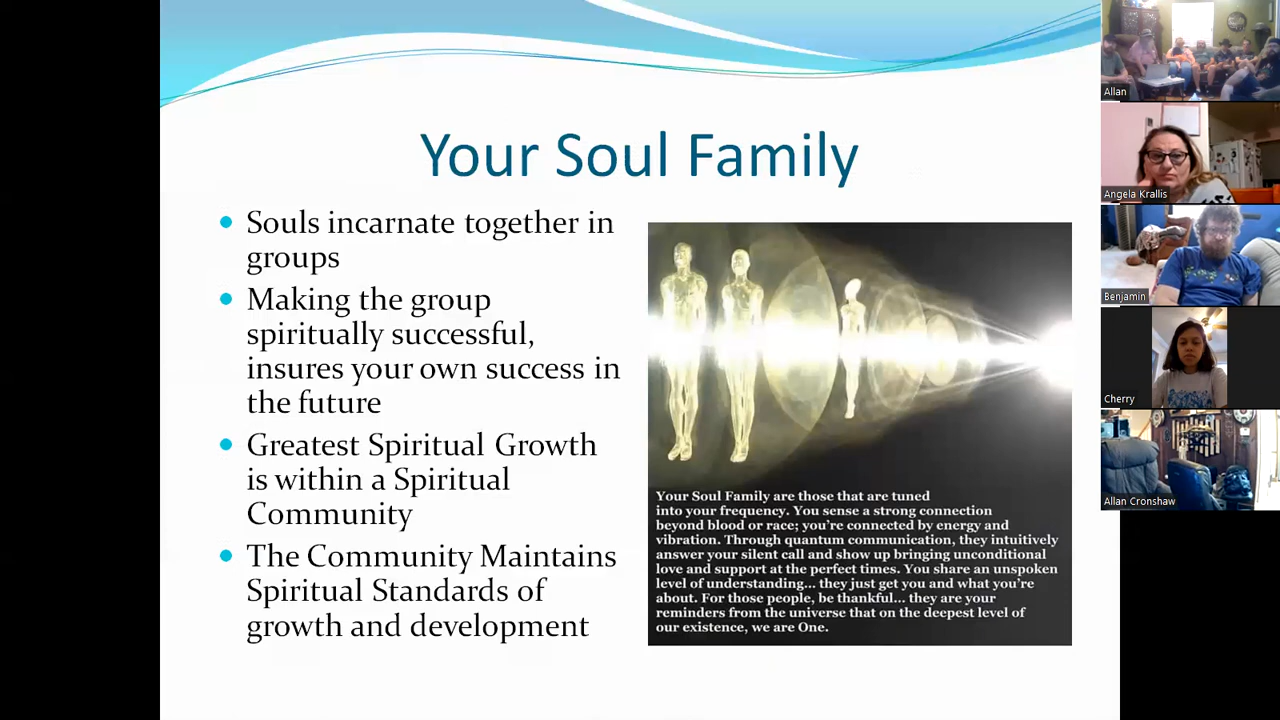 Your Soul Family
Souls incarnate together in
groups
Making the group
spiritually successful,
insures your own success in
the future
Greatest Spiritual Growth
is within a Spiritual
Community
The Community Maintains
Spiritual Standards of
growth and development
Your Soul Family are those that are tuned
into your frequency. You sense a strong connection
beyond blood or race; you're connected by energy and
vibration. Through quantum communication, they intuitively
answer your silent call and show up bringing unconditional
love and support at the perfect times. You share an unspoken
level of understanding... they just get you and what you're
about. For those people, be thankful... they are your
reminders from the universe that on the deepest level of
our existence, we are One.
Allan
Angela Krallis
Benjamin
Cherry
Allan Cronshaw